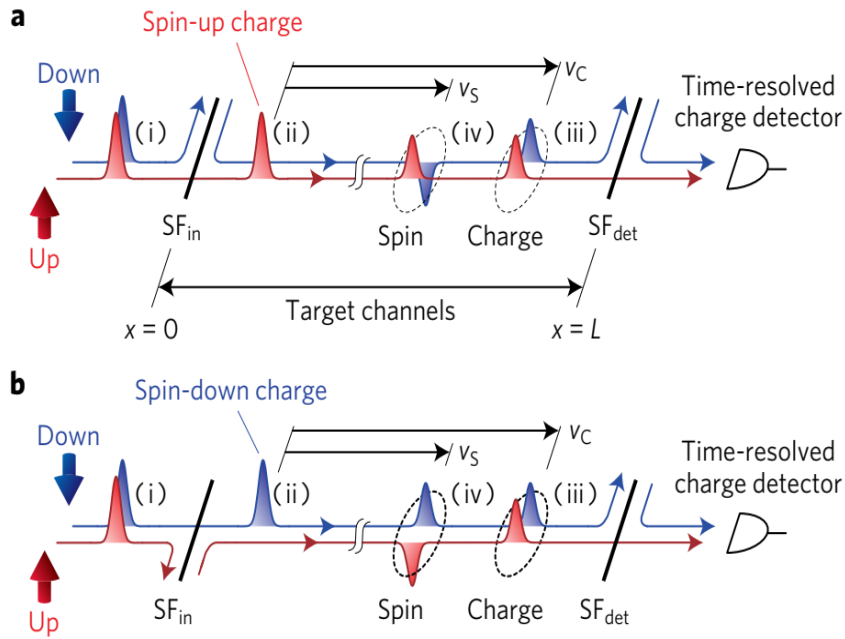 a
Spin-up charge
Down
v_C
v_S
Time-resolved
charge detector
(i)
(ii)
(iv)
(iii)
SF_in
Spin
Charge
SF_det
Up
Target channels
x = 0
x = L
b
Spin-down charge
Down
v_C
v_S
Time-resolved
charge detector
(i)
(ii)
(iv)
(iii)
SF_in
Spin
Charge
SF_det
Up